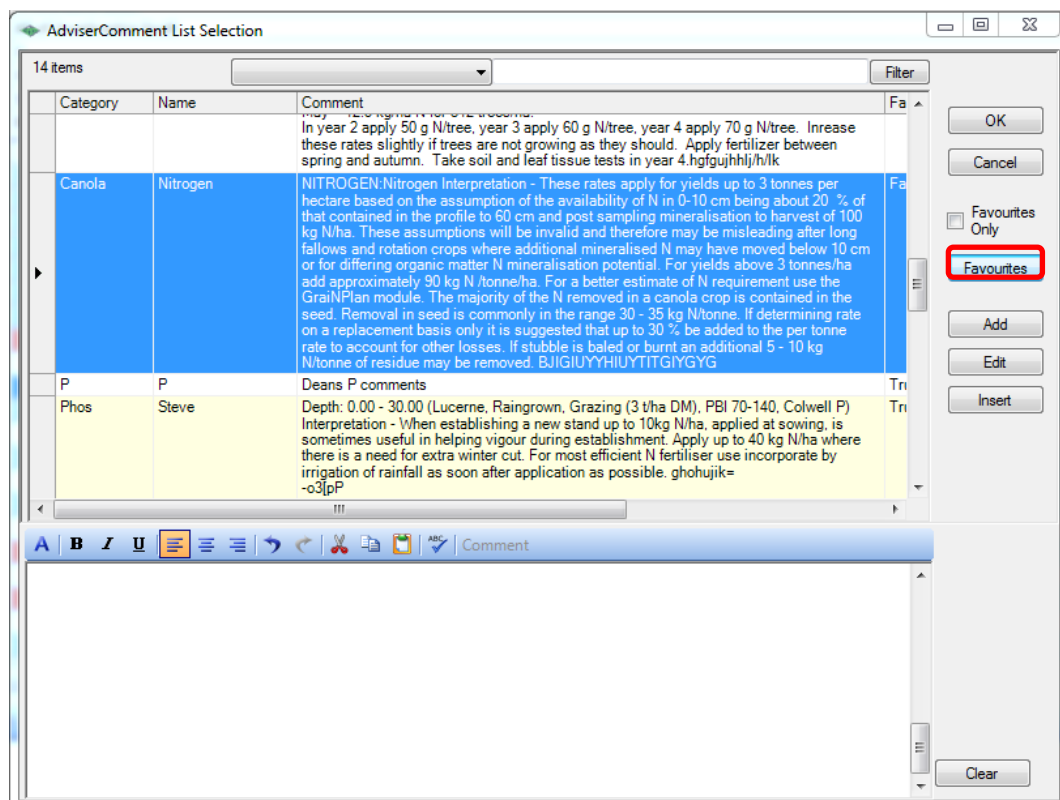 AdviserComment List Selection
14 items
Filter
Category Name Comment Fa
In year 2 apply 50 g N/tree, year 3 apply 60 g N/tree, year 4 apply 70 g N/tree. Inrease
these rates slightly if trees are not growing as they should. Apply fertilizer between
spring and autumn. Take soil and leaf tissue tests in year 4.hgfgujhhlj/h/lk
Canola Nitrogen NITROGEN:Nitrogen Interpretation - These rates apply for yields up to 3 tonnes per Fa
hectare based on the assumption of the availability of N in 0-10 cm being about 20 % of
that contained in the profile to 60 cm and post sampling mineralisation to harvest of 100
kg N/ha. These assumptions will be invalid and therefore may be misleading after long
fallows and rotation crops where additional mineralised N may have moved below 10 cm
or for differing organic matter N mineralisation potential. For yields above 3 tonnes/ha
add approximately 90 kg N /tonne/ha. For a better estimate of N requirement use the
GraiNPlan module. The majority of the N removed in a canola crop is contained in the
seed. Removal in seed is commonly in the range 30 - 35 kg N/tonne. If determining rate
on a replacement basis only it is suggested that up to 30 % be added to the per tonne
rate to account for other losses. If stubble is baled or burnt an additional 5 - 10 kg
N/tonne of residue may be removed. BJIGIUYYHIUYTITGIYGYG
P P Deans P comments Tru
Phos Steve Depth: 0.00 - 30.00 (Lucerne, Raingrown, Grazing (3 t/ha DM), PBI 70-140, Colwell P) Tru
Interpretation - When establishing a new stand up to 10kg N/ha, applied at sowing, is
sometimes useful in helping vigour during establishment. Apply up to 40 kg N/ha where
there is a need for extra winter cut. For most efficient N fertiliser use incorporate by
irrigation of rainfall as soon after application as possible. ghohujik=
-o3[pP
OK
Cancel
Favourites
Only
Favourites
Add
Edit
Insert
A B I U ABC Comment
Clear